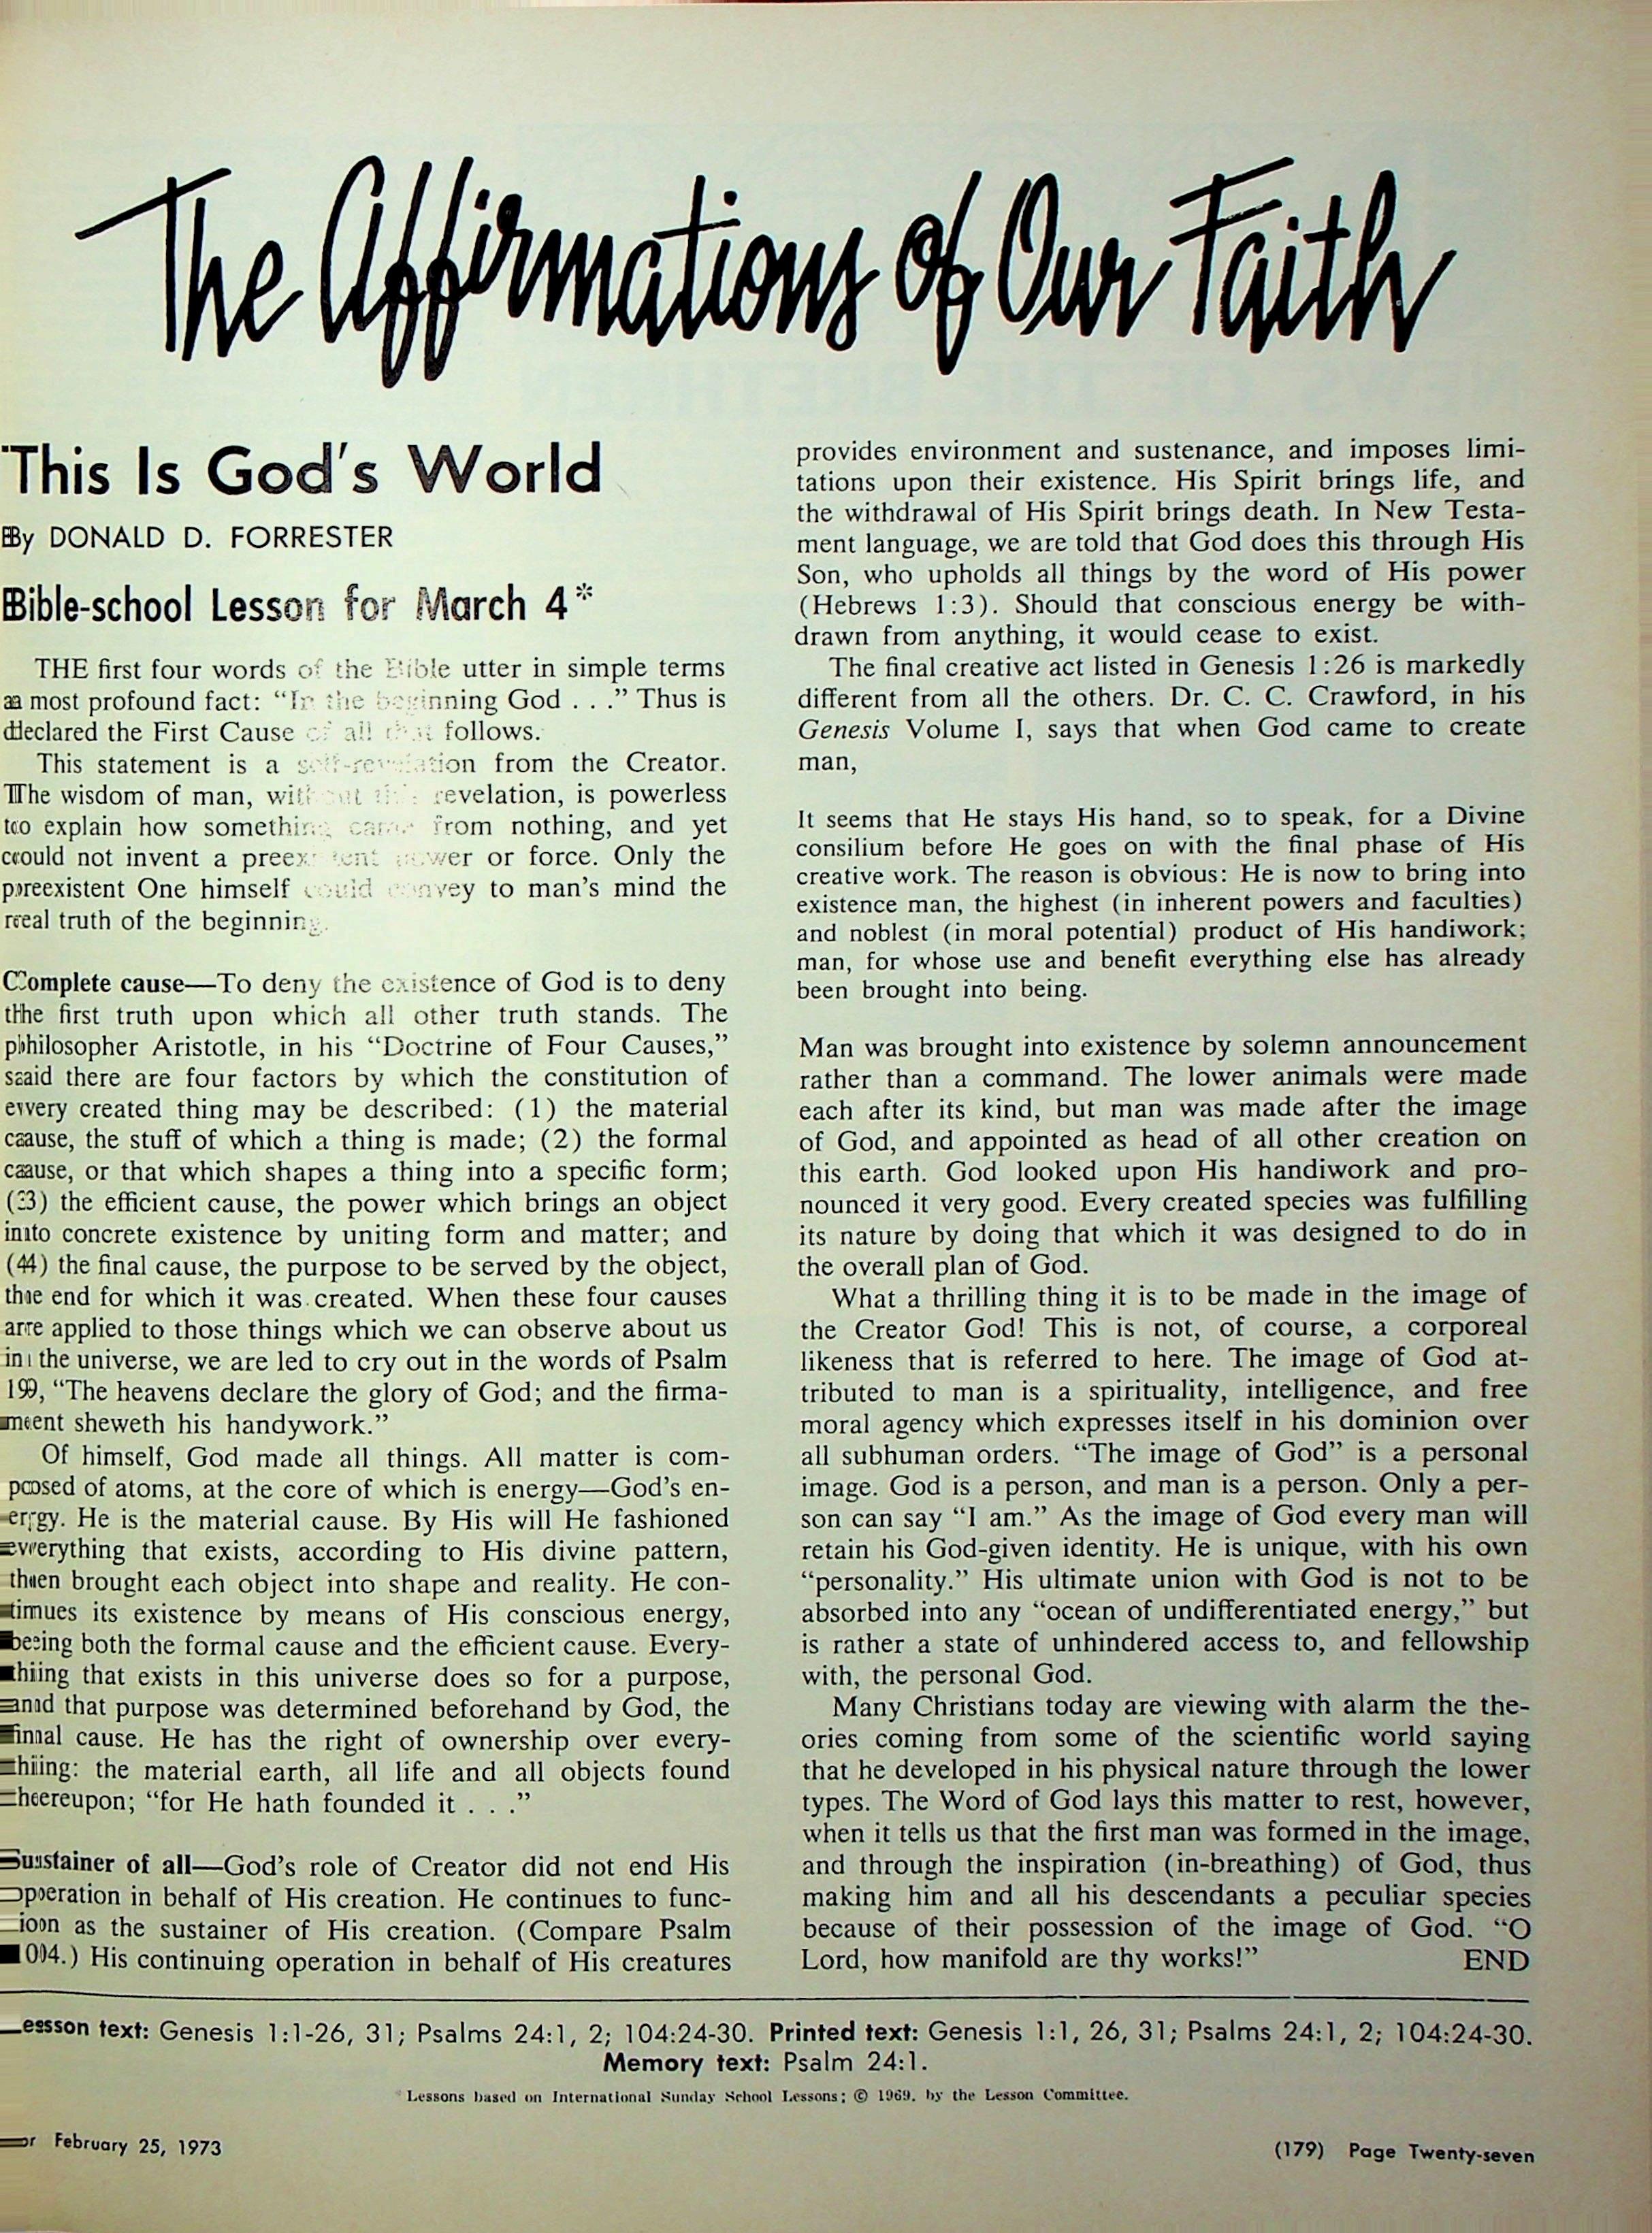 The Affirmations of Our Faith
This Is God's World
By DONALD D. FORRESTER
Bible-school Lesson for March 4*
THE first four words of the Bible utter in simple terms
a most profound fact: “In the beginning God . . .” Thus is
declared the First Cause of all that follows.
This statement is a self-revelation from the Creator.
The wisdom of man, without this revelation, is powerless
to explain how something came from nothing, and yet
could not invent a preexistent power or force. Only the
preexistent One himself could convey to man's mind the
real truth of the beginning.
Complete cause—To deny the existence of God is to deny
the first truth upon which all other truth stands. The
philosopher Aristotle, in his “Doctrine of Four Causes,”
said there are four factors by which the constitution of
every created thing may be described: (1) the material
cause, the stuff of which a thing is made; (2) the formal
cause, or that which shapes a thing into a specific form;
(3) the efficient cause, the power which brings an object
into concrete existence by uniting form and matter; and
(4) the final cause, the purpose to be served by the object,
the end for which it was created. When these four causes
are applied to those things which we can observe about us
in the universe, we are led to cry out in the words of Psalm
19, “The heavens declare the glory of God; and the firma-
ment sheweth his handywork.”
Of himself, God made all things. All matter is com-
posed of atoms, at the core of which is energy—God's en-
ergy. He is the material cause. By His will He fashioned
everything that exists, according to His divine pattern,
then brought each object into shape and reality. He con-
tinues its existence by means of His conscious energy,
being both the formal cause and the efficient cause. Every-
thing that exists in this universe does so for a purpose,
and that purpose was determined beforehand by God, the
final cause. He has the right of ownership over every-
thing: the material earth, all life and all objects found
thereupon; “for He hath founded it . . .”
Sustainer of all—God's role of Creator did not end His
operation in behalf of His creation. He continues to func-
tion as the sustainer of His creation. (Compare Psalm
104.) His continuing operation in behalf of His creatures
provides environment and sustenance, and imposes limi-
tations upon their existence. His Spirit brings life, and
the withdrawal of His Spirit brings death. In New Testa-
ment language, we are told that God does this through His
Son, who upholds all things by the word of His power
(Hebrews 1:3). Should that conscious energy be with-
drawn from anything, it would cease to exist.
The final creative act listed in Genesis 1:26 is markedly
different from all the others. Dr. C. C. Crawford, in his
Genesis Volume I, says that when God came to create
man,
It seems that He stays His hand, so to speak, for a Divine
consilium before He goes on with the final phase of His
creative work. The reason is obvious: He is now to bring into
existence man, the highest (in inherent powers and faculties)
and noblest (in moral potential) product of His handiwork;
man, for whose use and benefit everything else has already
been brought into being.
Man was brought into existence by solemn announcement
rather than a command. The lower animals were made
each after its kind, but man was made after the image
of God, and appointed as head of all other creation on
this earth. God looked upon His handiwork and pro-
nounced it very good. Every created species was fulfilling
its nature by doing that which it was designed to do in
the overall plan of God.
What a thrilling thing it is to be made in the image of
the Creator God! This is not, of course, a corporeal
likeness that is referred to here. The image of God at-
tributed to man is a spirituality, intelligence, and free
moral agency which expresses itself in his dominion over
all subhuman orders. “The image of God” is a personal
image. God is a person, and man is a person. Only a per-
son can say “I am.” As the image of God every man will
retain his God-given identity. He is unique, with his own
“personality.” His ultimate union with God is not to be
absorbed into any “ocean of undifferentiated energy,” but
is rather a state of unhindered access to, and fellowship
with, the personal God.
Many Christians today are viewing with alarm the the-
ories coming from some of the scientific world saying
that he developed in his physical nature through the lower
types. The Word of God lays this matter to rest, however,
when it tells us that the first man was formed in the image,
and through the inspiration (in-breathing) of God, thus
making him and all his descendants a peculiar species
because of their possession of the image of God. “O
Lord, how manifold are thy works!” END
Lesson text: Genesis 1:1-26, 31; Psalms 24:1, 2; 104:24-30. Printed text: Genesis 1:1, 26, 31; Psalms 24:1, 2; 104:24-30.
Memory text: Psalm 24:1.
* Lessons based on International Sunday School Lessons; © 1969, by the Lesson Committee.
for February 25, 1973
(179) Page Twenty-seven